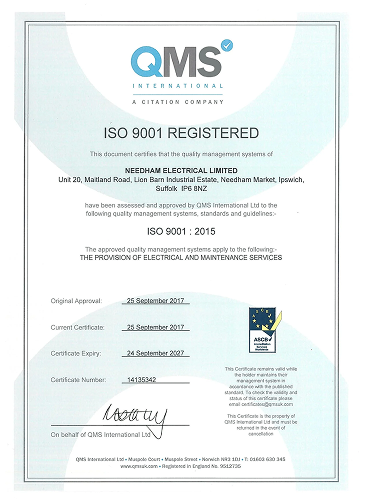 QMS
INTERNATIONAL
A CITATION COMPANY
ISO 9001 REGISTERED
This document certifies that the quality management systems of
NEEDHAM ELECTRICAL LIMITED
Unit 20, Maitland Road, Lion Barn Industrial Estate, Needham Market, Ipswich,
Suffolk IP6 8NZ
have been assessed and approved by QMS International Ltd to the
following quality management systems, standards and guidelines:-
ISO 9001 : 2015
The approved quality management systems apply to the following:-
THE PROVISION OF ELECTRICAL AND MAINTENANCE SERVICES
Original Approval: 25 September 2017
Current Certificate: 25 September 2017
Certificate Expiry: 24 September 2027
Certificate Number: 14135342
On behalf of QMS International Ltd
ASCB
Accreditation
Services
Worldwide
This Certificate remains valid while
the holder maintains their
management system in
accordance with the published
standard. To check the validity and
status of this certificate please
email certificates@qmsuk.com
This Certificate is the property of
QMS International Ltd and must be
returned in the event of
cancellation
QMS International Ltd • Muspole Court • Muspole Street • Norwich NR3 1DJ • T: 01603 630 345
www.qmsuk.com • Registered in England No. 9512735